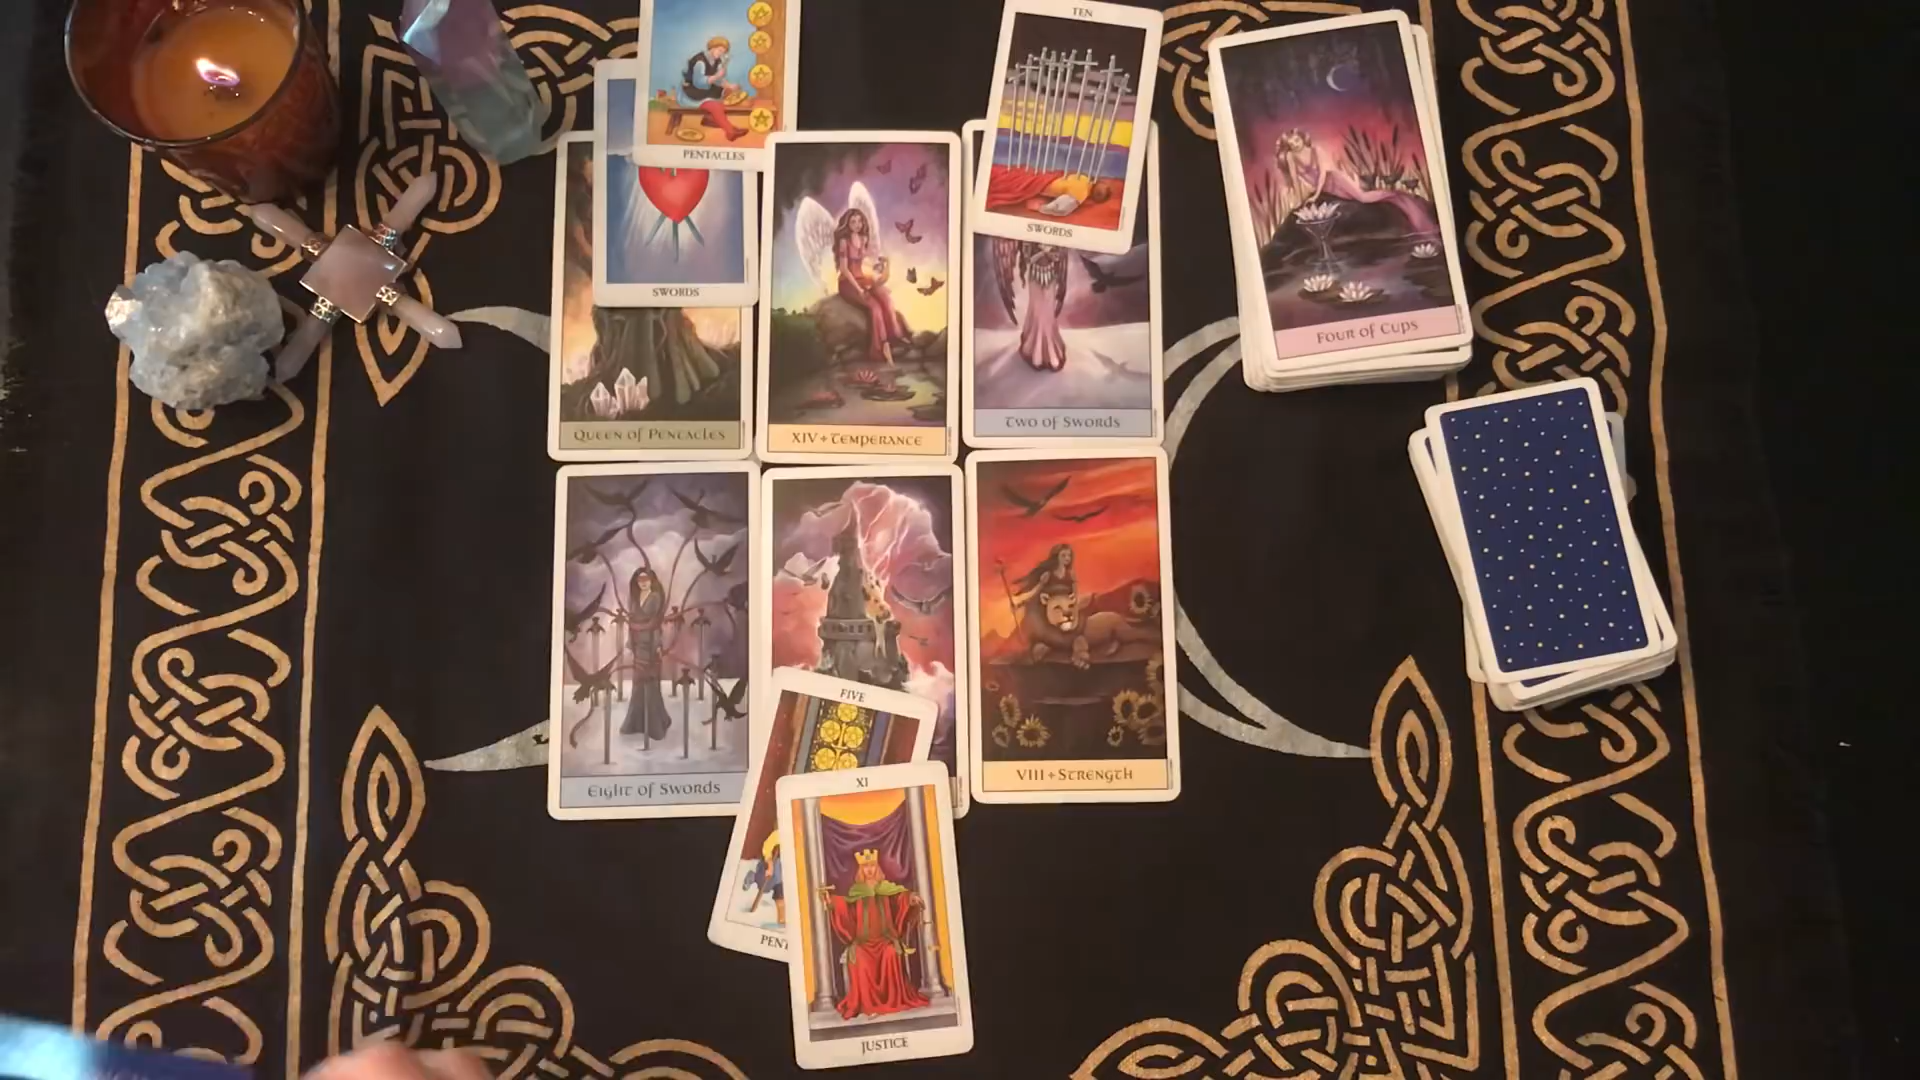 TEN
PENTACLES
SWORDS
SWORDS
Four of Cups
Queen of Pentacles
XIV + Temperance
Two of Swords
FIVE
XI
Eight of Swords
VIII + Strength
PENT
JUSTICE